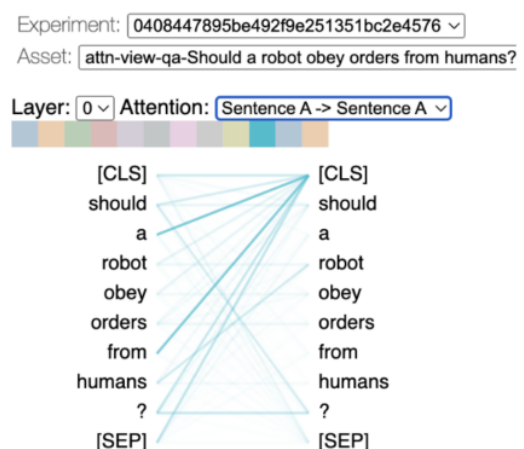 Experiment: 0408447895be492f9e251351bc2e4576
Asset: attn-view-qa-Should a robot obey orders from humans?
Layer: 0 Attention: Sentence A -> Sentence A
[CLS] [CLS]
should should
a a
robot robot
obey obey
orders orders
from from
humans humans
? ?
[SEP] [SEP]